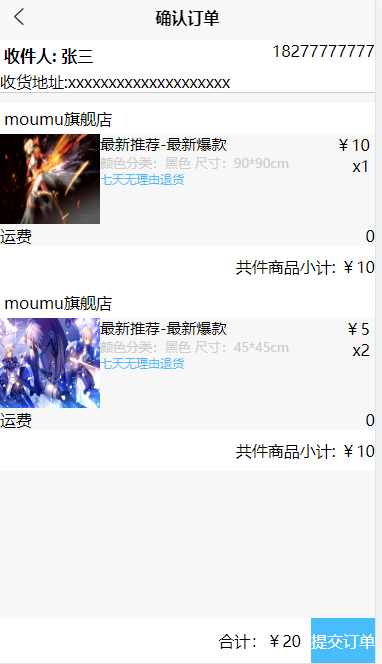 确认订单
收件人: 张三 18277777777
收货地址:xxxxxxxxxxxxxxxxxxxx
moumu旗舰店
最新推荐-最新爆款 ￥10
颜色分类：黑色 尺寸：90*90cm x1
七天无理由退货
运费 0
共件商品小计: ￥10
moumu旗舰店
最新推荐-最新爆款 ￥5
颜色分类：黑色 尺寸：45*45cm x2
七天无理由退货
运费 0
共件商品小计: ￥10
合计：￥20 提交订单